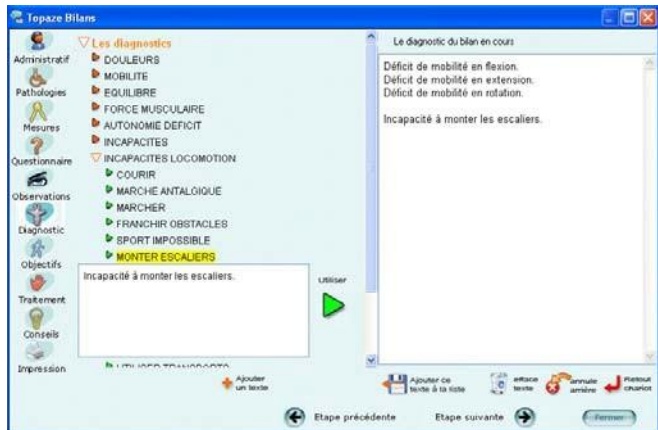 Topaze Bilans
Administratif
Pathologies
Mesures
Questionnaire
Observations
Diagnostic
Objectifs
Traitement
Conseils
Impression
Les diagnostics
DOULEURS
MOBILITE
EQUILIBRE
FORCE MUSCULAIRE
AUTONOMIE DEFICIT
INCAPACITES
INCAPACITES LOCOMOTION
COURIR
MARCHE ANTALGIQUE
MARCHER
FRANCHIR OBSTACLES
SPORT IMPOSSIBLE
MONTER ESCALIERS
Incapacité à monter les escaliers.
UTILISER TRANSPORTS
Ajouter
un texte
Utiliser
Le diagnostic du bilan en cours
Déficit de mobilité en flexion.
Déficit de mobilité en extension.
Déficit de mobilité en rotation.
Incapacité à monter les escaliers.
Ajouter ce
texte à la liste
efface
texte
annule
arrière
Retour
chariot
Etape précédente
Etape suivante
Fermer